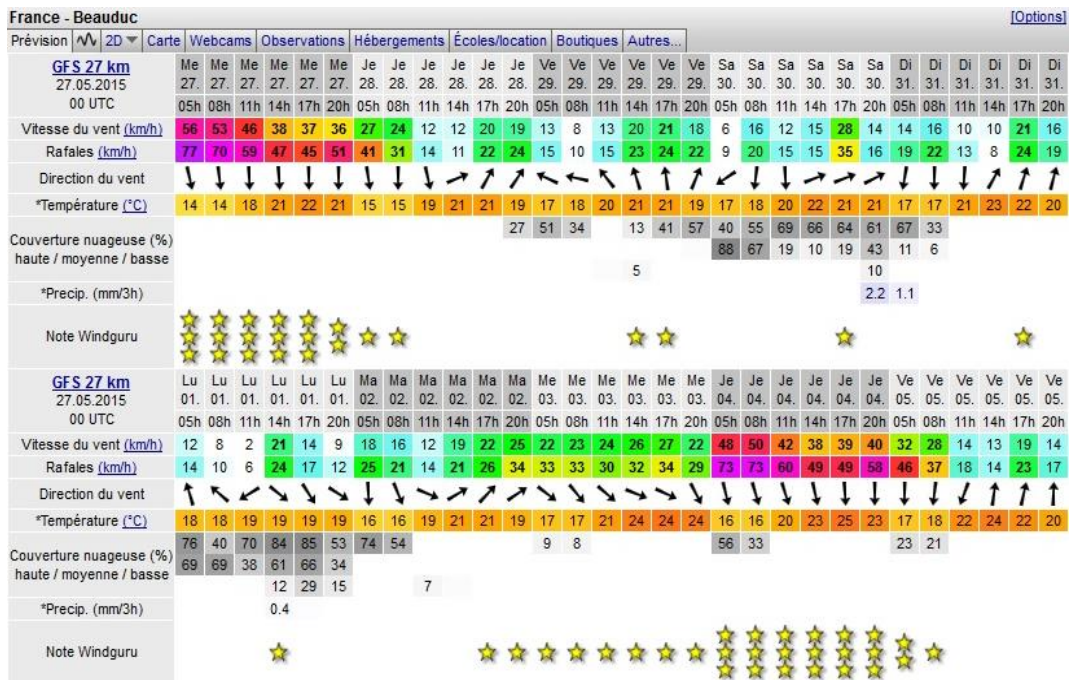 France - Beauduc [Options]
Prévision 2D Carte Webcams Observations Hébergements Écoles/location Boutiques Autres...
GFS 27 km Me Me Me Me Me Me Je Je Je Je Je Je Ve Ve Ve Ve Ve Ve Sa Sa Sa Sa Sa Sa Di Di Di Di Di Di
27.05.2015 27. 27. 27. 27. 27. 27. 28. 28. 28. 28. 28. 28. 29. 29. 29. 29. 29. 29. 30. 30. 30. 30. 30. 30. 31. 31. 31. 31. 31. 31.
00 UTC 05h 08h 11h 14h 17h 20h 05h 08h 11h 14h 17h 20h 05h 08h 11h 14h 17h 20h 05h 08h 11h 14h 17h 20h 05h 08h 11h 14h 17h 20h
Vitesse du vent (km/h) 56 53 46 38 37 36 27 24 12 12 20 19 13 8 13 20 21 18 6 16 12 15 28 14 14 16 10 10 21 16
Rafales (km/h) 77 70 59 47 45 51 41 31 14 11 22 24 15 10 15 23 24 22 9 20 15 15 35 16 19 22 13 8 24 19
Direction du vent
*Température (°C) 14 14 18 21 22 21 15 15 19 21 21 19 17 18 20 21 21 19 17 18 20 22 21 21 17 17 21 23 22 20
Couverture nuageuse (%) 27 51 34 13 41 57 40 55 69 66 64 61 67 33
haute / moyenne / basse 88 67 19 10 19 43 11 6
5 10
*Precip. (mm/3h) 2.2 1.1
Note Windguru
GFS 27 km Lu Lu Lu Lu Lu Lu Ma Ma Ma Ma Ma Ma Me Me Me Me Me Me Je Je Je Je Je Je Ve Ve Ve Ve Ve Ve
27.05.2015 01. 01. 01. 01. 01. 01. 02. 02. 02. 02. 02. 02. 03. 03. 03. 03. 03. 03. 04. 04. 04. 04. 04. 04. 05. 05. 05. 05. 05. 05.
00 UTC 05h 08h 11h 14h 17h 20h 05h 08h 11h 14h 17h 20h 05h 08h 11h 14h 17h 20h 05h 08h 11h 14h 17h 20h 05h 08h 11h 14h 17h 20h
Vitesse du vent (km/h) 12 8 2 21 14 9 18 16 12 19 22 25 22 23 24 26 27 22 48 50 42 38 39 40 32 28 14 13 19 14
Rafales (km/h) 14 10 6 24 17 12 25 21 14 21 26 34 33 33 30 32 34 29 73 73 60 49 49 58 46 37 18 14 23 17
Direction du vent
*Température (°C) 18 18 19 19 19 19 16 16 19 21 21 19 17 17 21 24 24 24 16 16 20 23 25 23 17 18 22 24 22 20
Couverture nuageuse (%) 76 40 70 84 85 53 74 54 9 8 56 33 23 21
haute / moyenne / basse 69 69 38 61 66 34
12 29 15 7
*Precip. (mm/3h) 0.4
Note Windguru